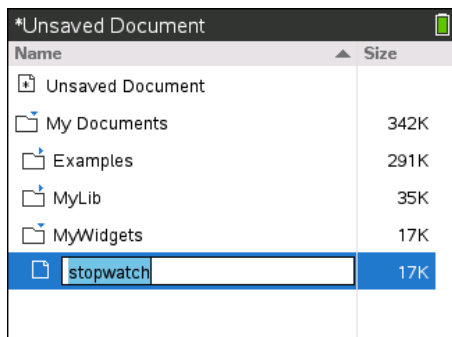 *Unsaved Document
Name Size
Unsaved Document
My Documents 342K
Examples 291K
MyLib 35K
MyWidgets 17K
stopwatch 17K